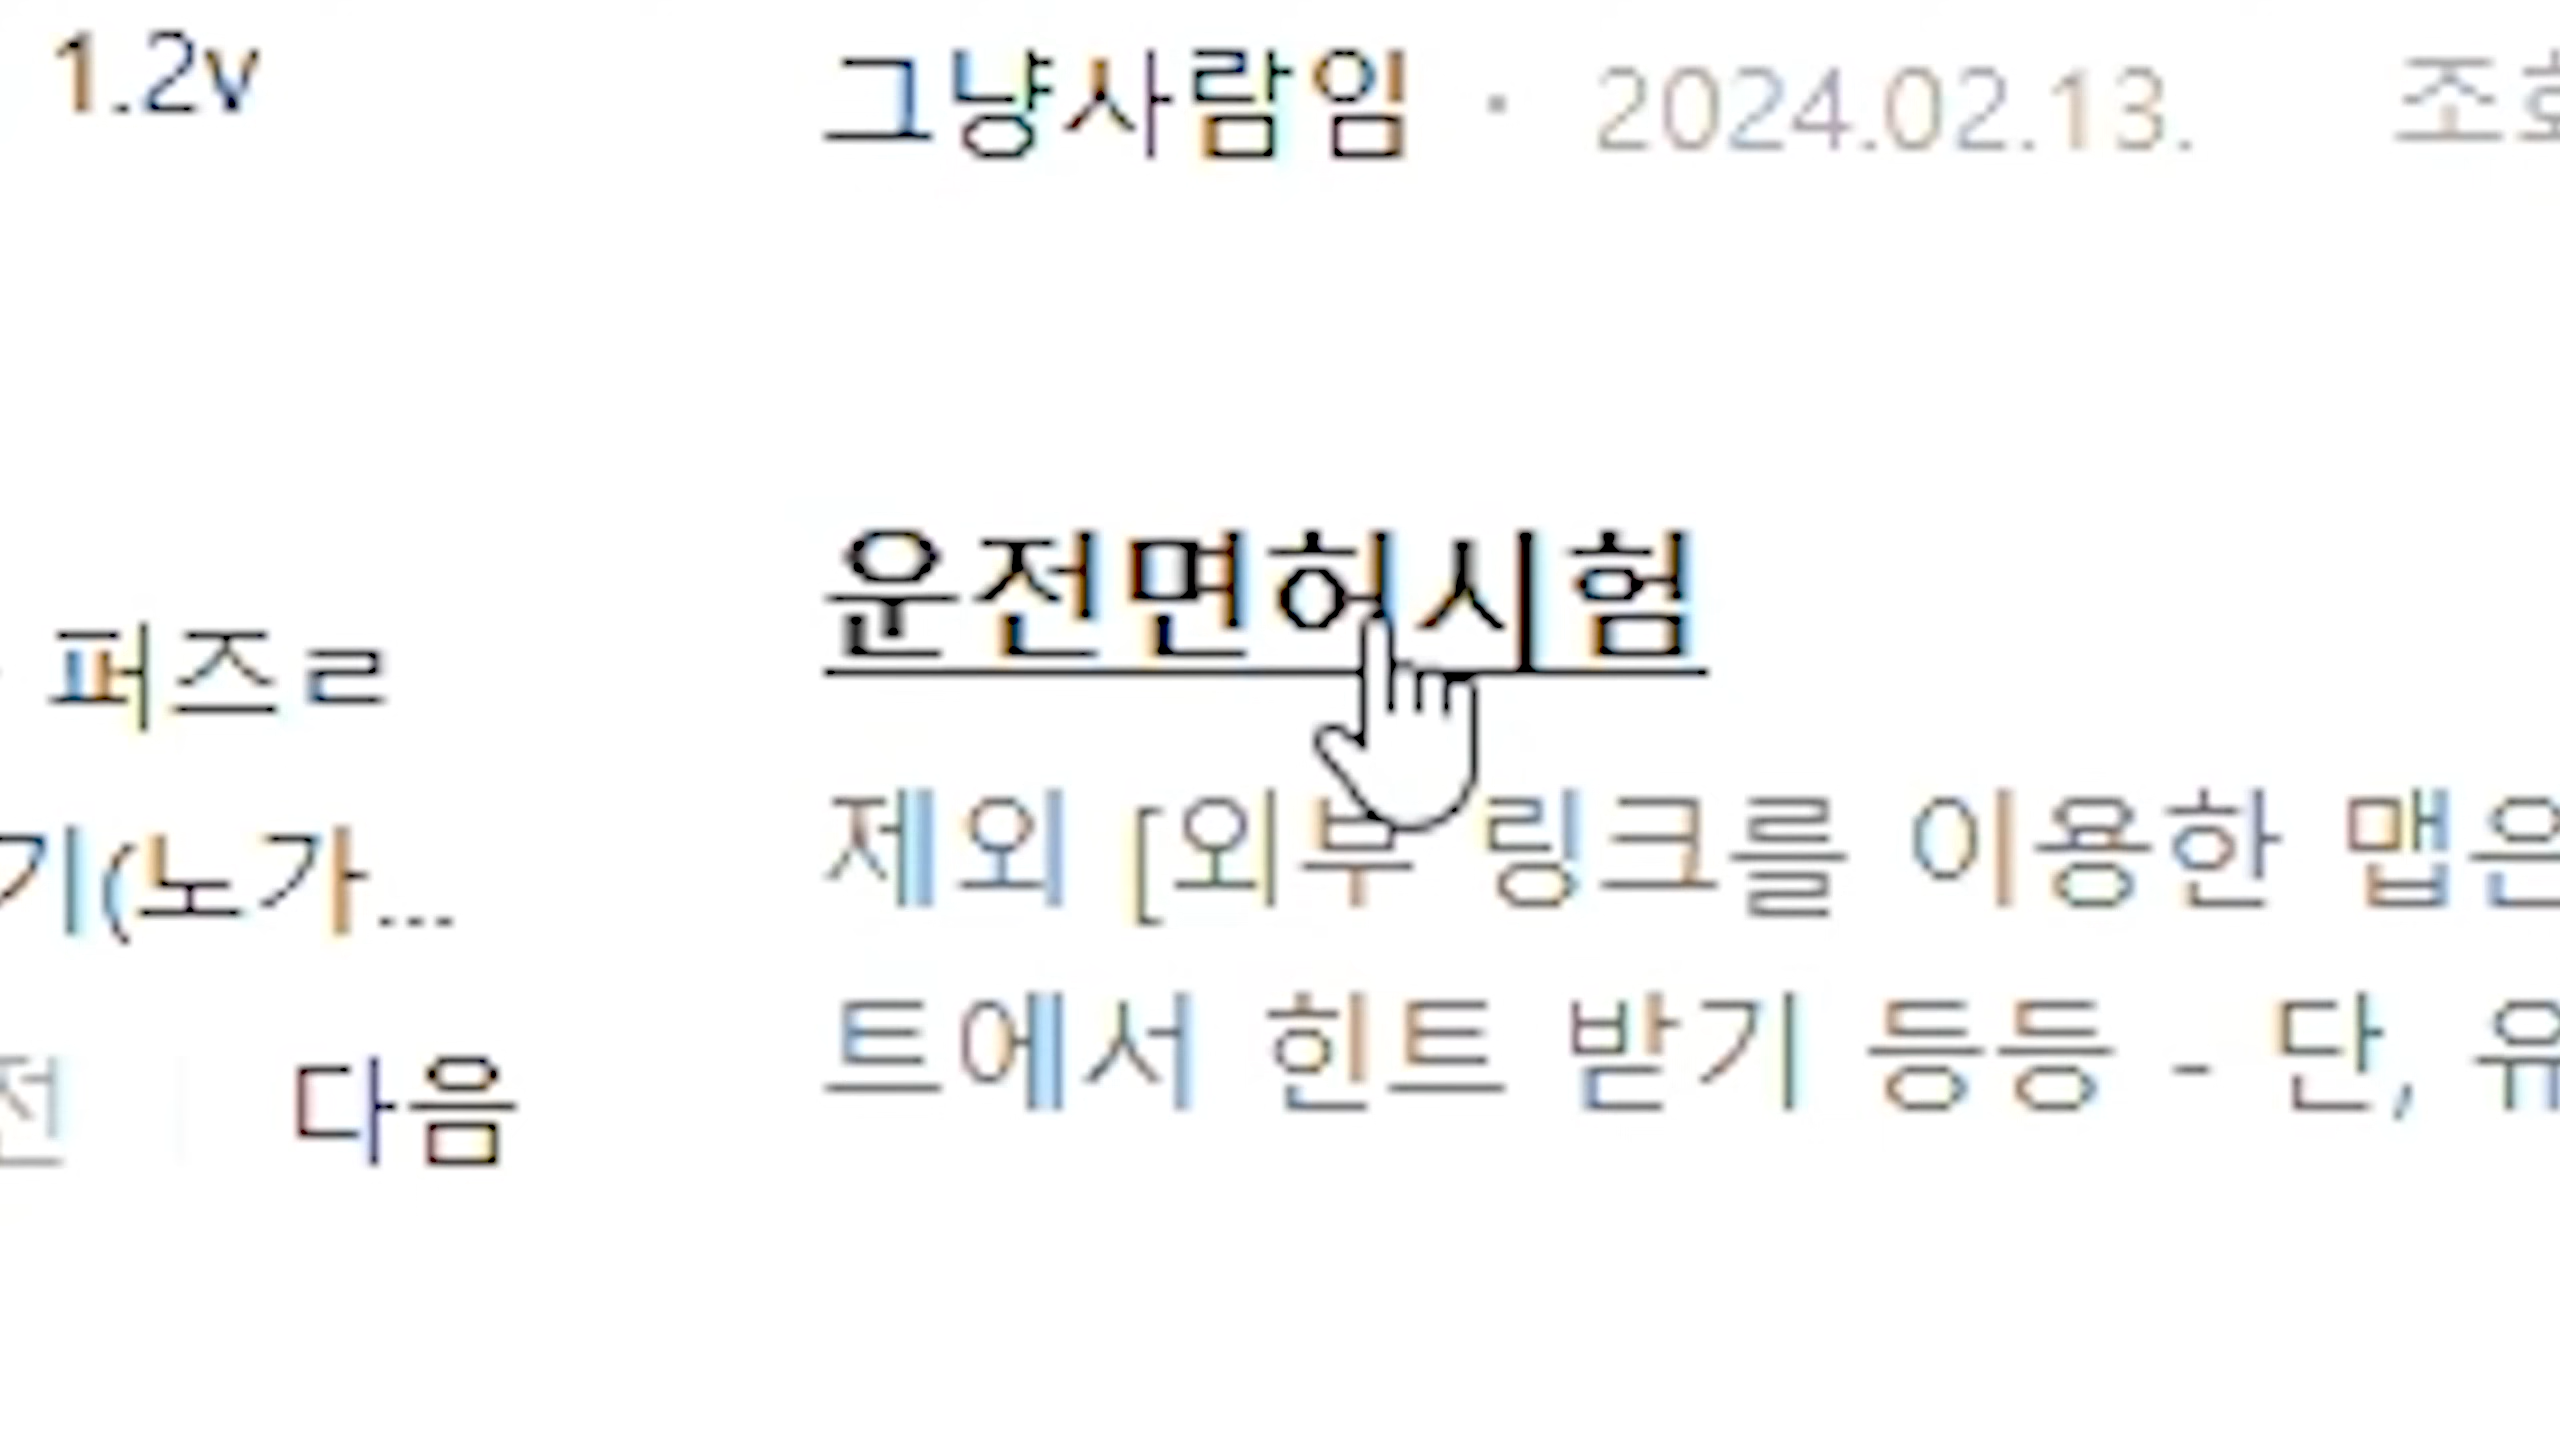 1.2v
그냥사람임 · 2024.02.13.
운전면허시험
퍼즈ㄹ
제외 [외부 링크를 이용한 맵은
기(노가...
트에서 힌트 받기 등등 - 단,
다음